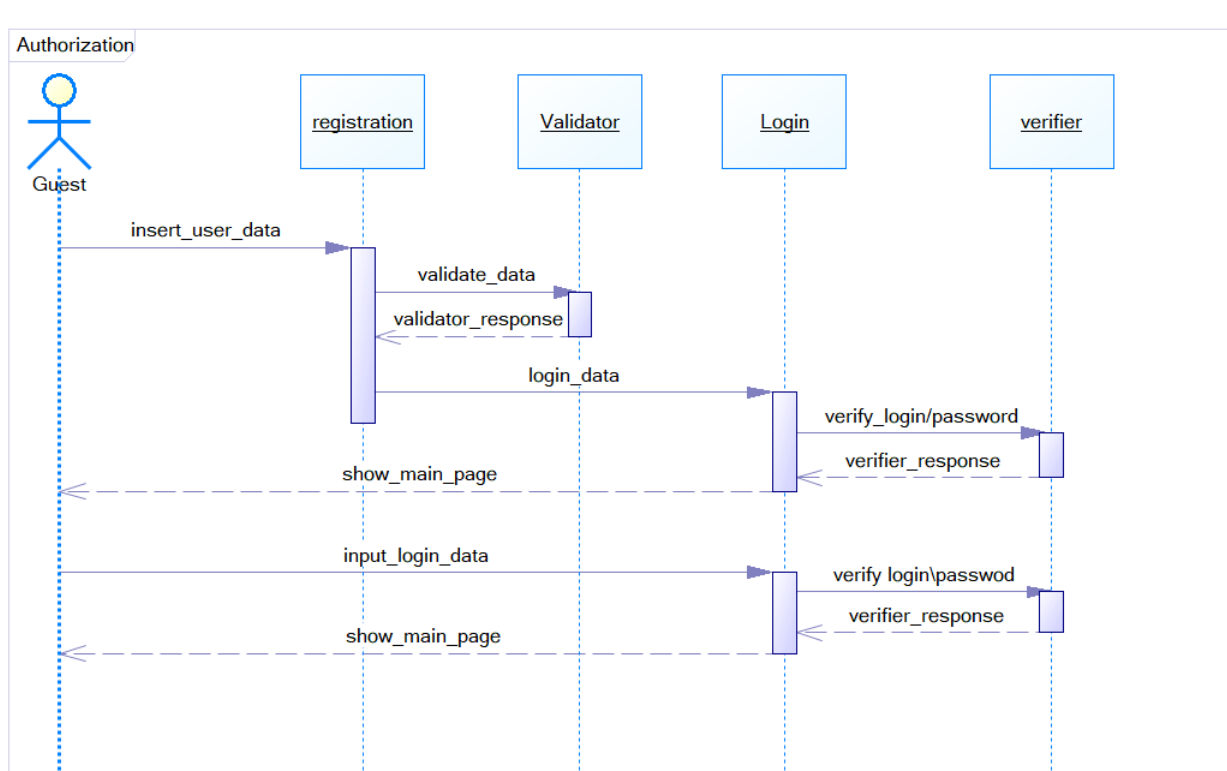 Authorization
registration
Validator
Login
verifier
Guest
insert_user_data
validate_data
validator_response
login_data
verify_login/password
verifier_response
show_main_page
input_login_data
verify login\passwod
verifier_response
show_main_page